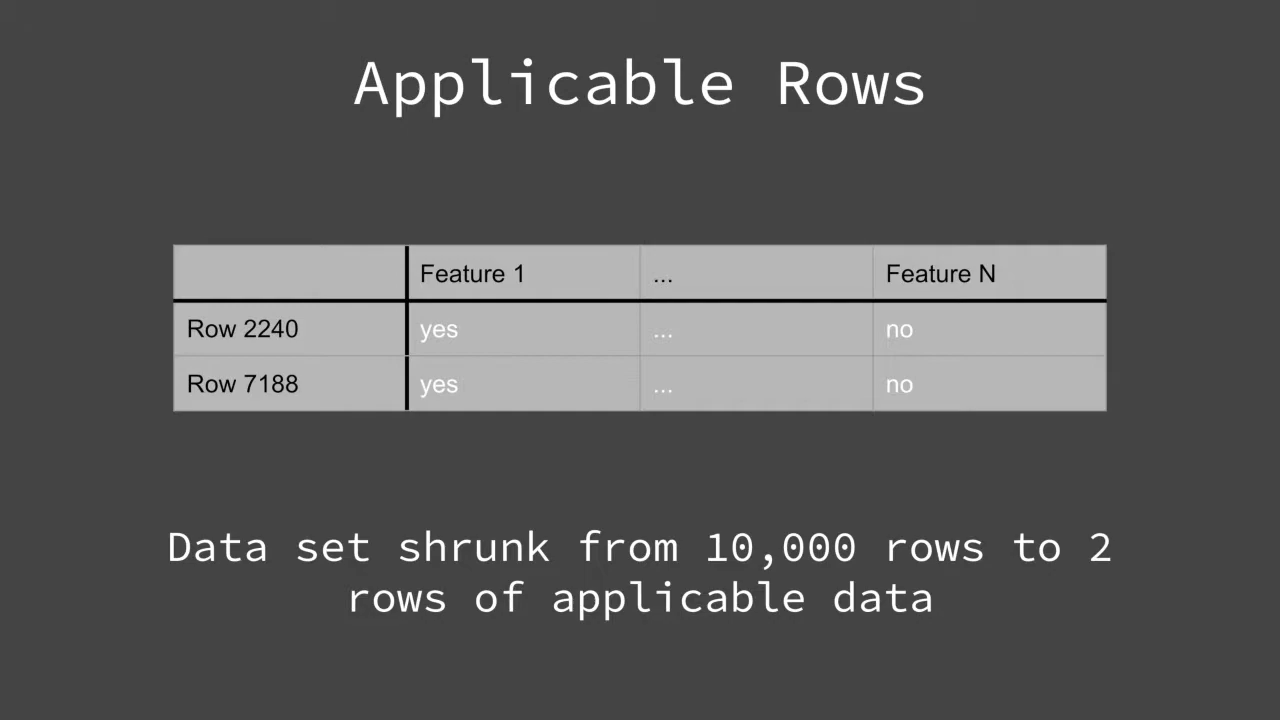 Applicable Rows
Feature 1 ... Feature N
Row 2240 yes ... no
Row 7188 yes ... no
Data set shrunk from 10,000 rows to 2
rows of applicable data